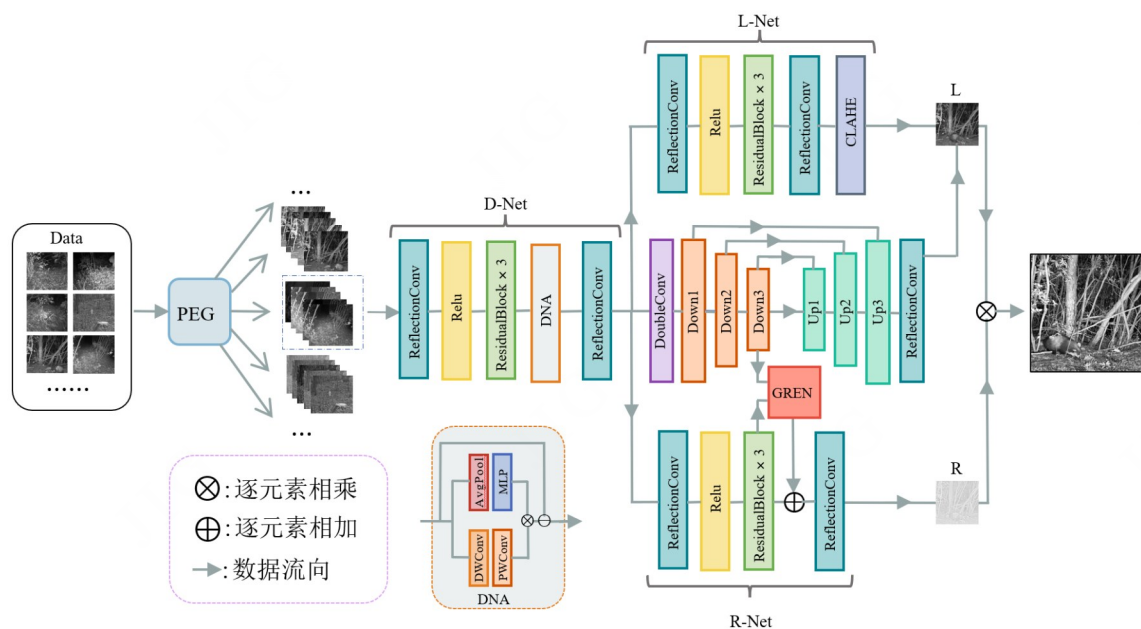 L-Net
ReflectionConv
Relu
ResidualBlock × 3
ReflectionConv
CLAHE
L
Data
……
PEG
…
…
D-Net
ReflectionConv
Relu
ResidualBlock × 3
DNA
ReflectionConv
DoubleConv
Down1
Down2
Down3
Up1
Up2
Up3
ReflectionConv
GREN
ReflectionConv
Relu
ResidualBlock × 3
ReflectionConv
R
R-Net
AvgPool
MLP
DWConv
PWConv
DNA
⊗:逐元素相乘
⊕:逐元素相加
:数据流向